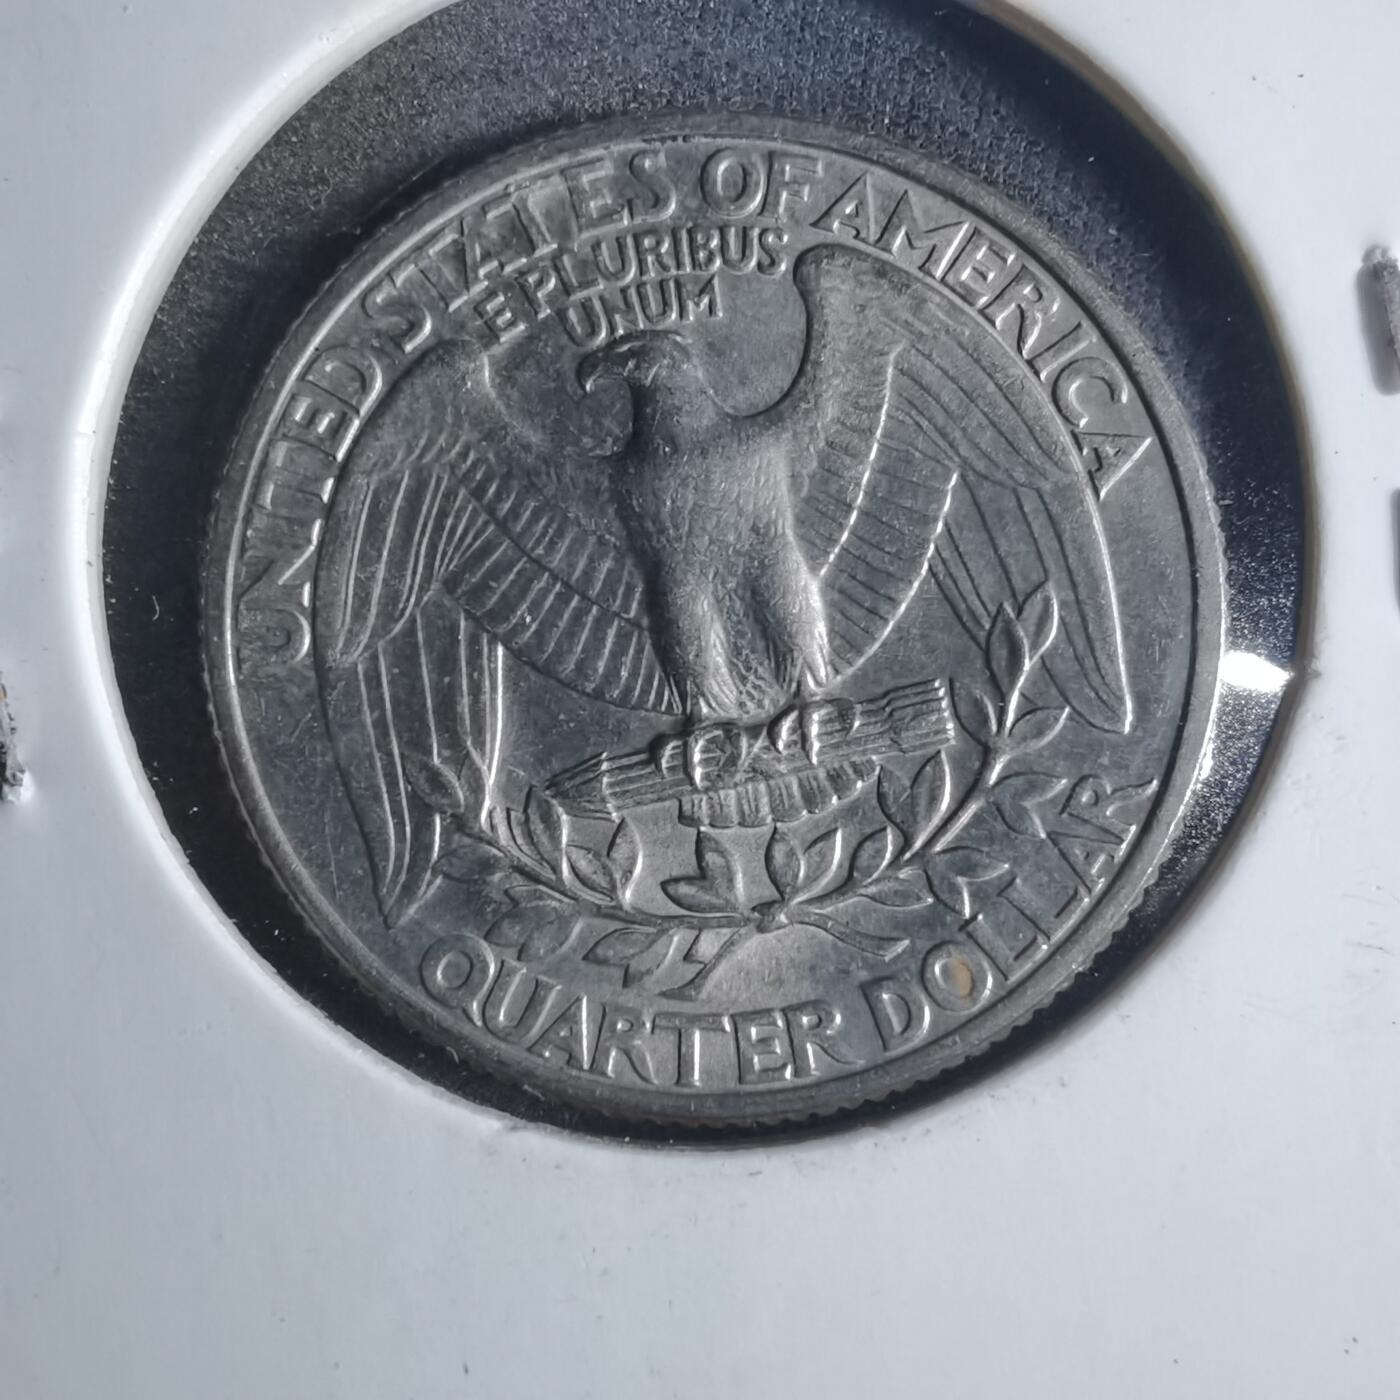 UNITED STATES OF AMERICA
E PLURIBUS
UNUM
QUARTER DOLLAR